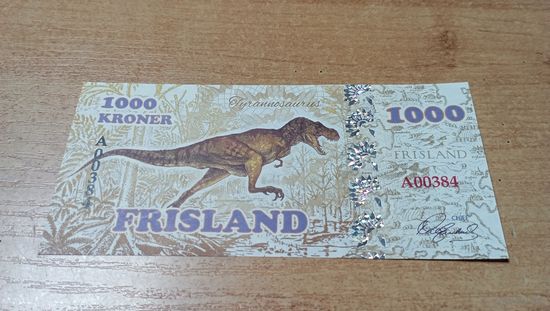 1000
KRONER
Tyrannosaurus
1000
FRISLAND
A00384
A00384
FRISLAND